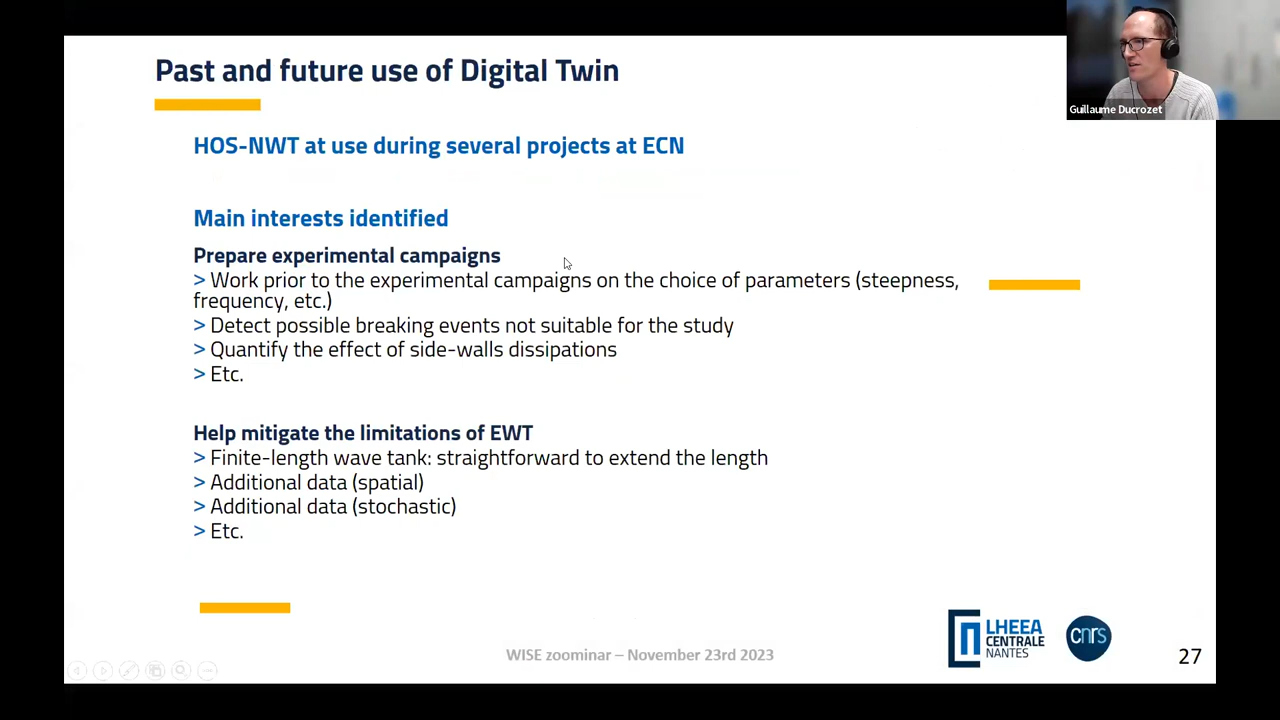 Past and future use of Digital Twin
Guillaume Ducrozet
HOS-NWT at use during several projects at ECN
Main interests identified
Prepare experimental campaigns
> Work prior to the experimental campaigns on the choice of parameters (steepness,
frequency, etc.)
> Detect possible breaking events not suitable for the study
> Quantify the effect of side-walls dissipations
> Etc.
Help mitigate the limitations of EWT
> Finite-length wave tank: straightforward to extend the length
> Additional data (spatial)
> Additional data (stochastic)
> Etc.
LHEEA
CENTRALE
NANTES
cnrs
WISE zoominar – November 23rd 2023
27